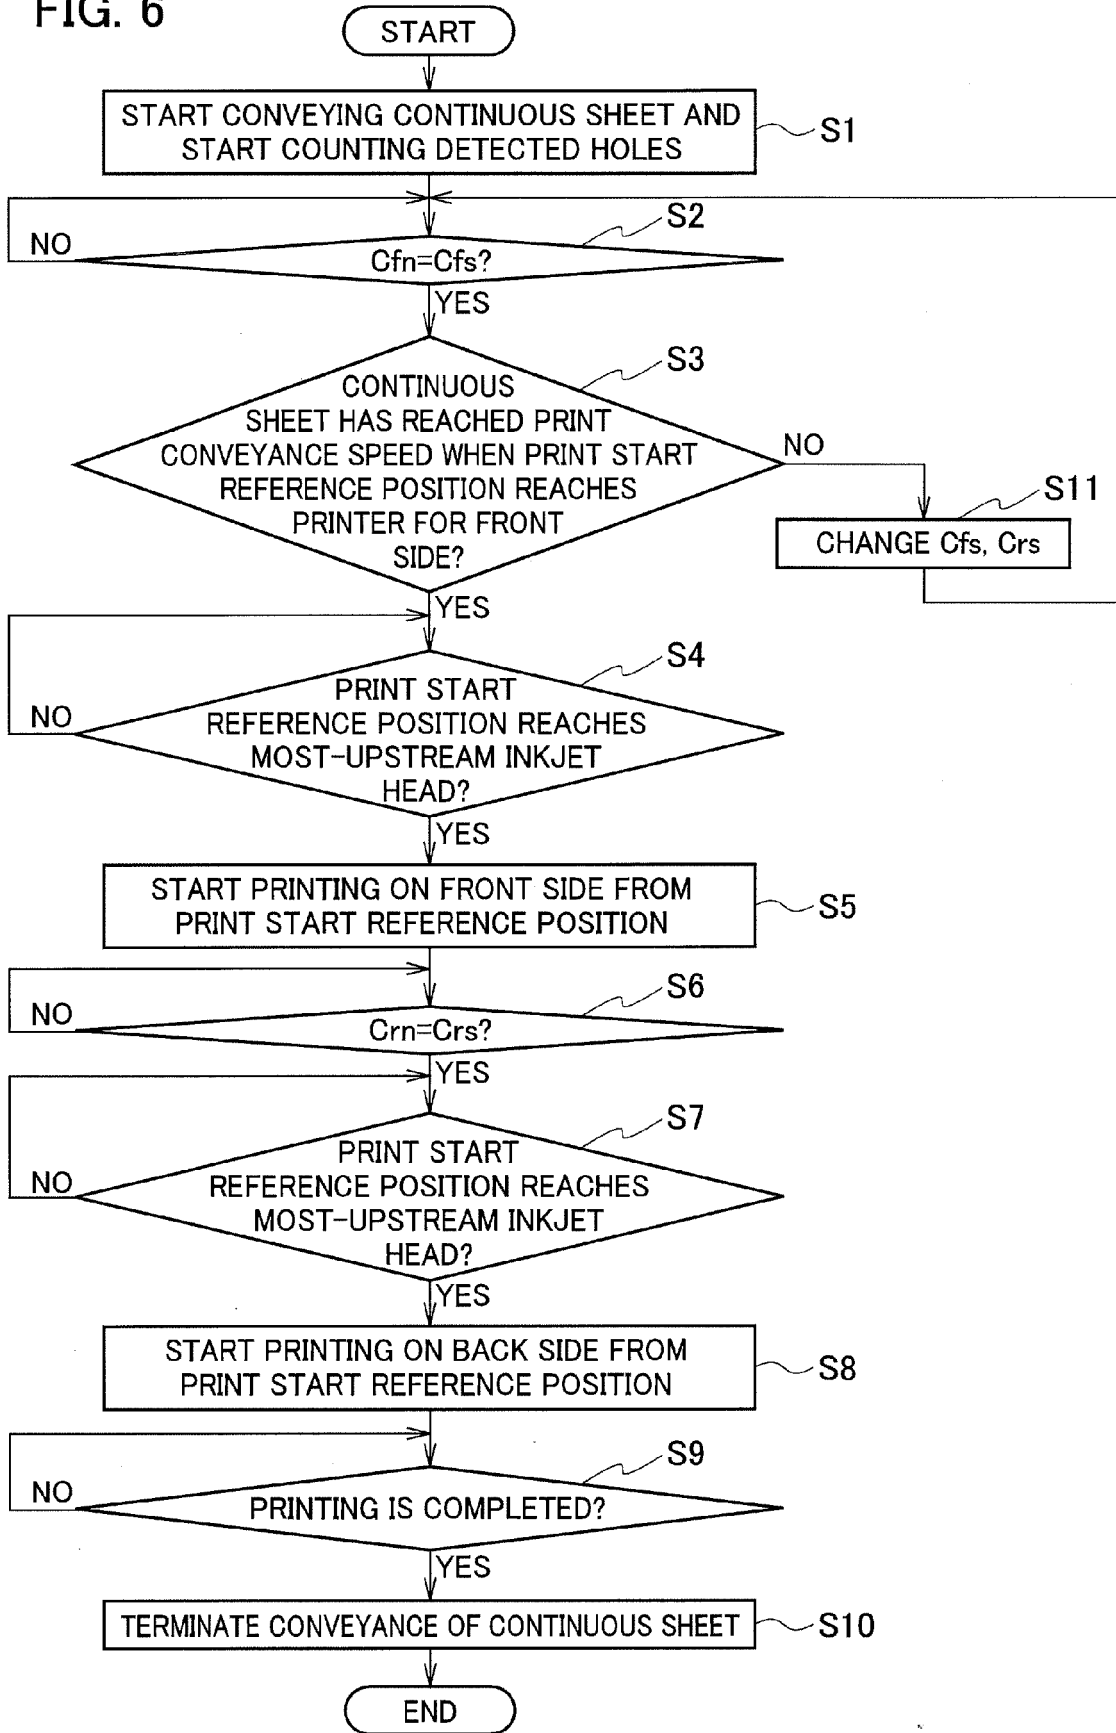 FIG. 6
START
START CONVEYING CONTINUOUS SHEET AND
START COUNTING DETECTED HOLES
S1
S2
NO
Cfn=Cfs?
YES
S3
CONTINUOUS
SHEET HAS REACHED PRINT
CONVEYANCE SPEED WHEN PRINT START
REFERENCE POSITION REACHES
PRINTER FOR FRONT
SIDE?
NO
S11
CHANGE Cfs, Crs
YES
S4
PRINT START
REFERENCE POSITION REACHES
MOST-UPSTREAM INKJET
HEAD?
NO
YES
START PRINTING ON FRONT SIDE FROM
PRINT START REFERENCE POSITION
S5
S6
NO
Crn=Crs?
YES
S7
PRINT START
REFERENCE POSITION REACHES
MOST-UPSTREAM INKJET
HEAD?
NO
YES
START PRINTING ON BACK SIDE FROM
PRINT START REFERENCE POSITION
S8
S9
NO
PRINTING IS COMPLETED?
YES
TERMINATE CONVEYANCE OF CONTINUOUS SHEET
S10
END